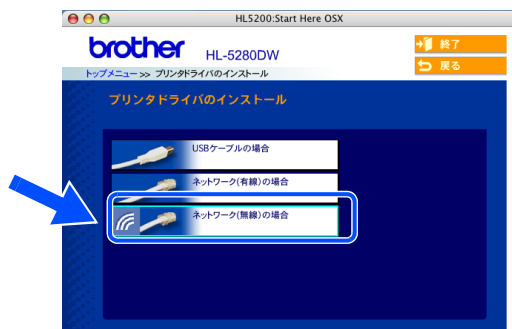 HL5200:Start Here OSX
brother HL-5280DW
終了
戻る
トップメニュー >> プリンタドライバのインストール
プリンタドライバのインストール
USBケーブルの場合
ネットワーク(有線)の場合
ネットワーク(無線)の場合